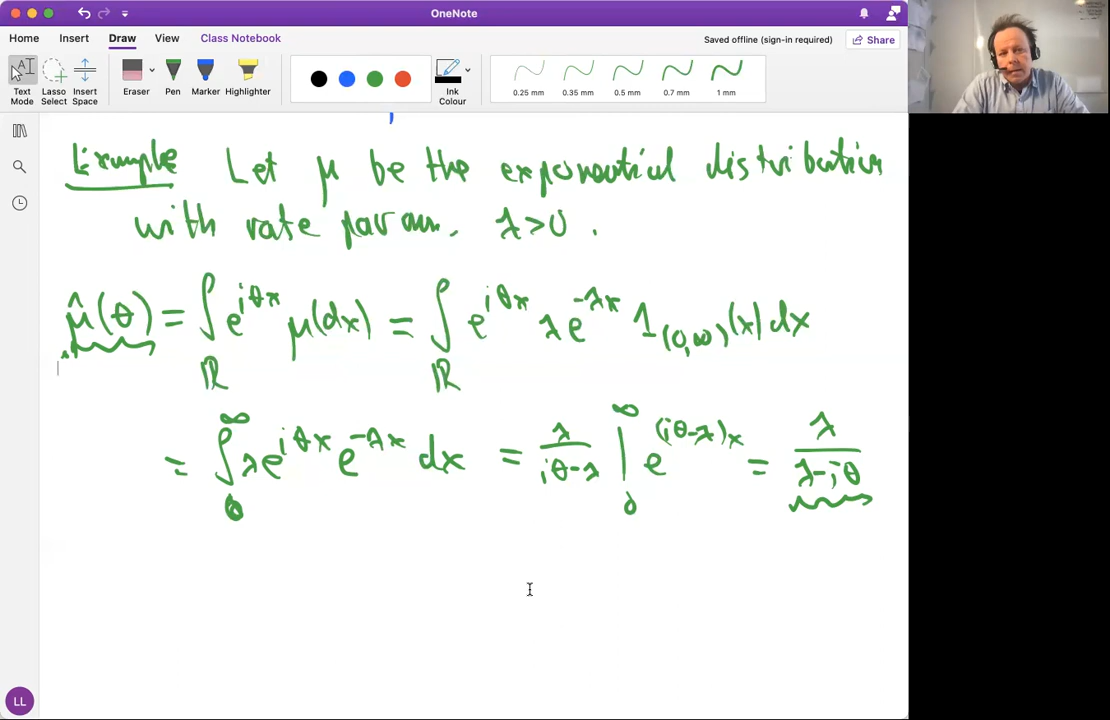 OneNote
Home Insert Draw View Class Notebook
Saved offline (sign-in required) Share
Text Mode
Lasso Select
Insert Space
Eraser
Pen
Marker
Highlighter
Ink Colour
0.25 mm 0.35 mm 0.5 mm 0.7 mm 1 mm
Example Let μ be the exponential distribution
with rate param. λ>0 .
μ̂(θ) = ∫_ℝ e^{iθx} μ(dx) = ∫_ℝ e^{iθx} λe^{-λx} 1_{(0,∞)}(x) dx
= ∫_0^∞ λe^{iθx} e^{-λx} dx = λ/(iθ-λ) |_0^∞ e^{(iθ-λ)x} = λ/(λ-iθ)
LL